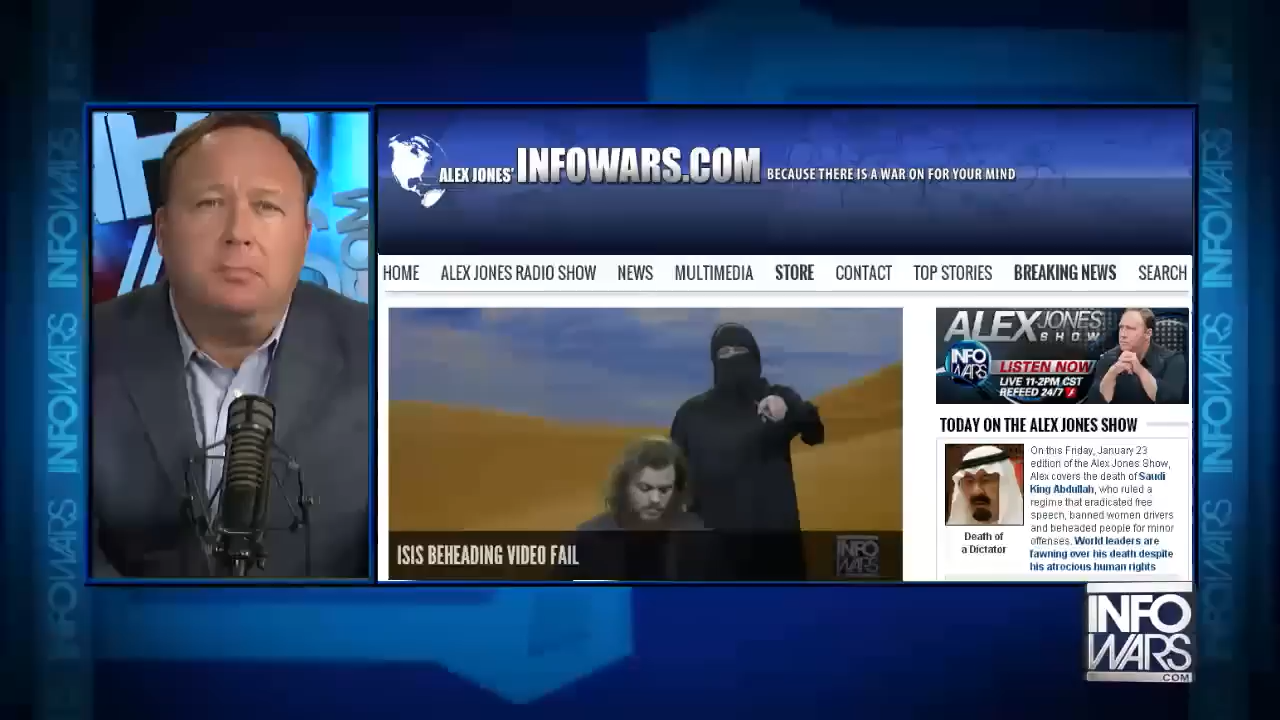 INFOWARS
INFOWARS
INFOWARS
ALEX JONES' INFOWARS.COM BECAUSE THERE IS A WAR ON FOR YOUR MIND
HOME ALEX JONES RADIO SHOW NEWS MULTIMEDIA STORE CONTACT TOP STORIES BREAKING NEWS SEARCH
ISIS BEHEADING VIDEO FAIL
INFO
WARS
ALEX JONES
SHOW
INFO
WARS
LISTEN NOW
LIVE 11-2PM CST
REFEED 24/7
TODAY ON THE ALEX JONES SHOW
Death of
a Dictator
On this Friday, January 23
edition of the Alex Jones Show,
Alex covers the death of Saudi
King Abdullah, who ruled a
regime that eradicated free
speech, banned women drivers
and beheaded people for minor
offenses. World leaders are
fawning over his death despite
his atrocious human rights
INFOWARS
INFOWARS
INFOWARS
INFO
WARS
.COM